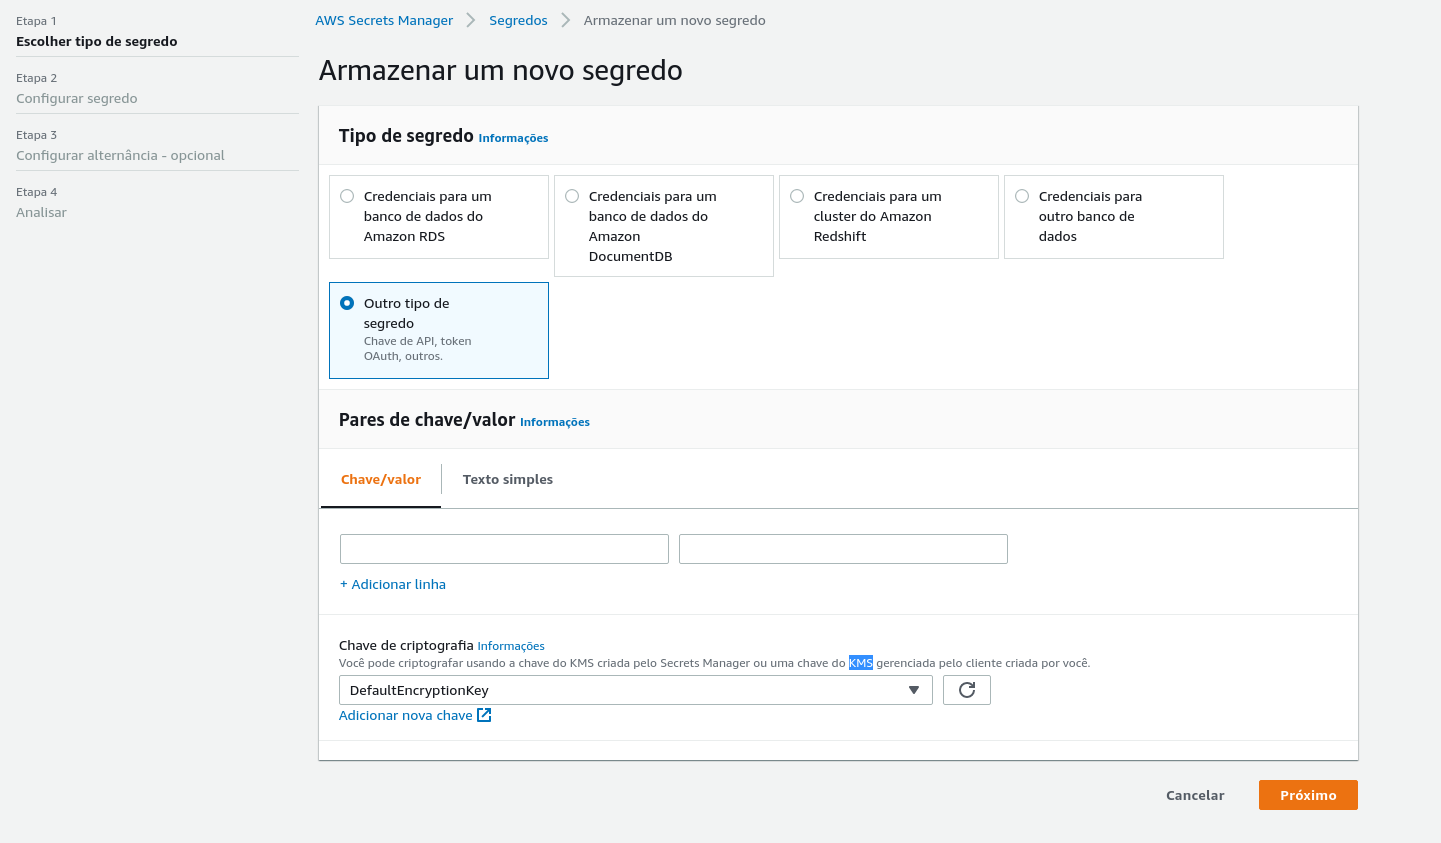 Etapa 1
Escolher tipo de segredo
Etapa 2
Configurar segredo
Etapa 3
Configurar alternância - opcional
Etapa 4
Analisar
AWS Secrets Manager
Segredos
Armazenar um novo segredo
Armazenar um novo segredo
Tipo de segredo Informações
Credenciais para um
banco de dados do
Amazon RDS
Credenciais para um
banco de dados do
Amazon
DocumentDB
Credenciais para um
cluster do Amazon
Redshift
Credenciais para
outro banco de
dados
Outro tipo de
segredo
Chave de API, token
OAuth, outros.
Pares de chave/valor Informações
Chave/valor
Texto simples
+ Adicionar linha
Chave de criptografia Informações
Você pode criptografar usando a chave do KMS criada pelo Secrets Manager ou uma chave do KMS gerenciada pelo cliente criada por você.
DefaultEncryptionKey
Adicionar nova chave
Cancelar
Próximo